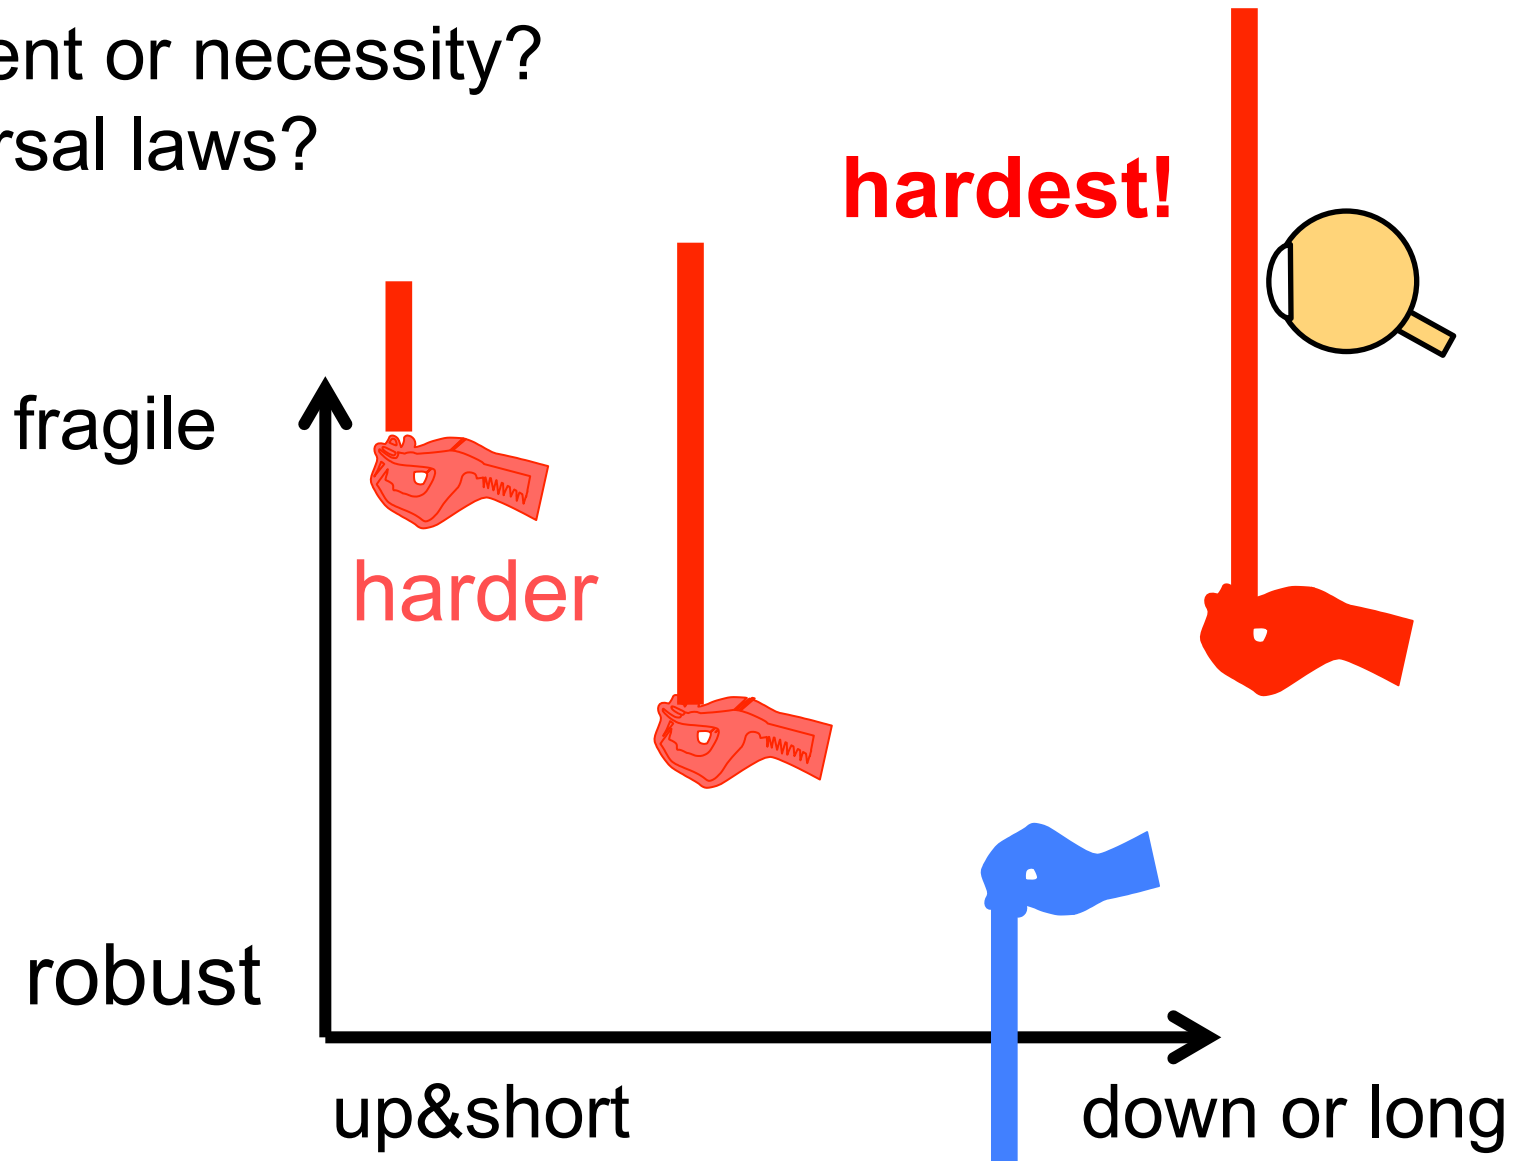 ent or necessity?
rsal laws?
hardest!
fragile
harder
robust
up&short
down or long